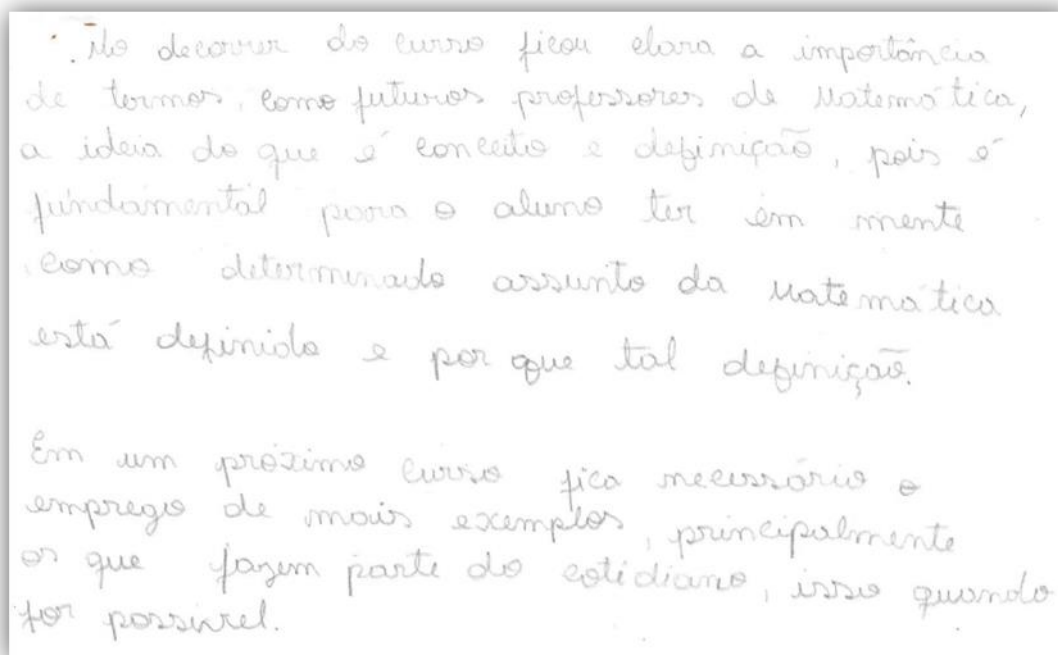 No decorrer do curso ficou clara a importância
de termos, como futuros professores de Matemática,
a ideia do que é conceito e definição, pois é
fundamental para o aluno ter em mente
como determinado assunto da Matemática
está definido e por que tal definição.
Em um próximo curso fica necessário o
emprego de mais exemplos, principalmente
os que fazem parte do cotidiano, isso quando
for possível.